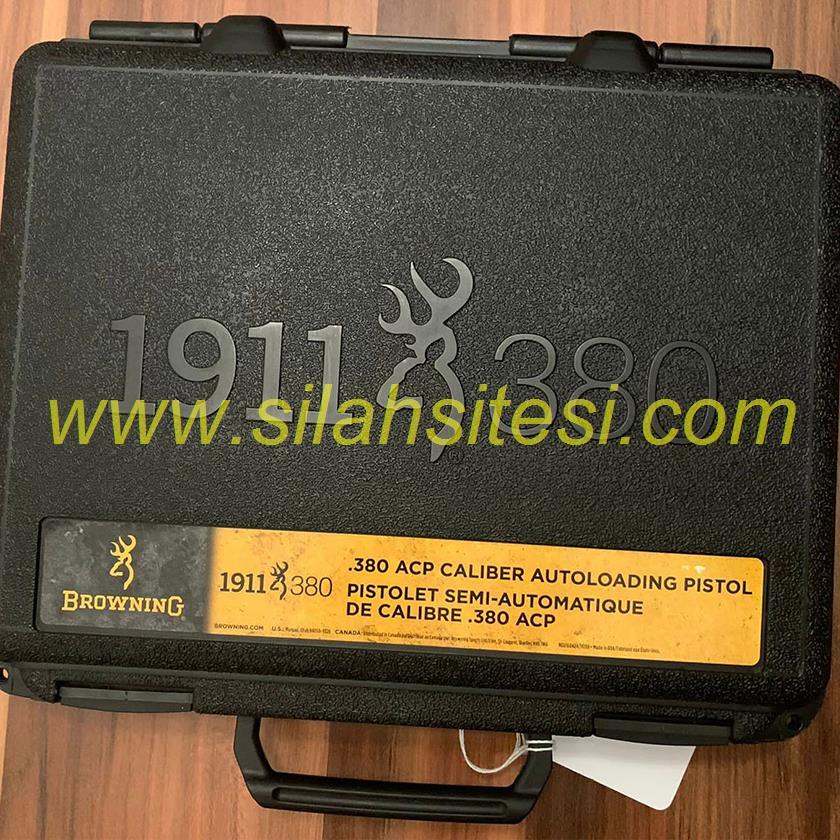 1911 380
www.silahsitesi.com
BROWNING
1911 380
.380 ACP CALIBER AUTOLOADING PISTOL
PISTOLET SEMI-AUTOMATIQUE
DE CALIBRE .380 ACP
BROWNING.COM
CANADA: